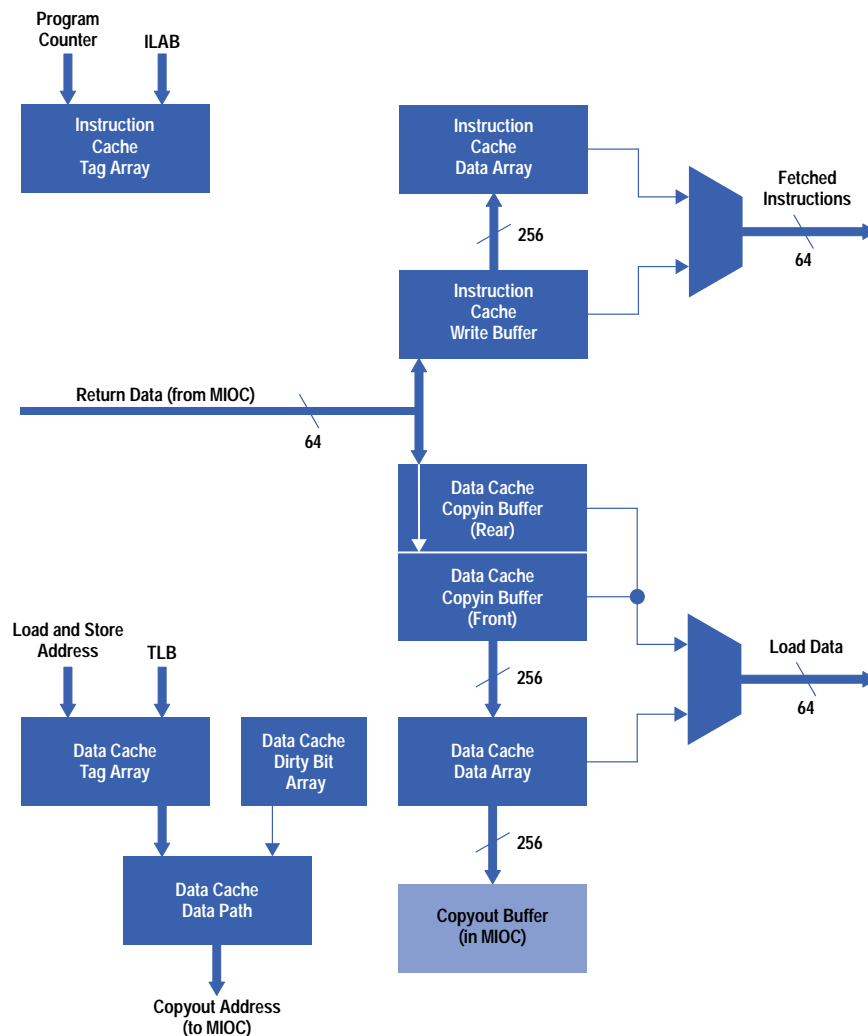 Program
Counter
ILAB
Instruction
Cache
Tag Array
Instruction
Cache
Data Array
Fetched
Instructions
64
256
Instruction
Cache
Write Buffer
Return Data (from MIOC)
64
Data Cache
Copyin Buffer
(Rear)
Data Cache
Copyin Buffer
(Front)
Load and Store
Address
TLB
Load Data
64
256
Data Cache
Tag Array
Data Cache
Dirty Bit
Array
Data Cache
Data Array
256
Data Cache
Data Path
Copyout Buffer
(in MIOC)
Copyout Address
(to MIOC)